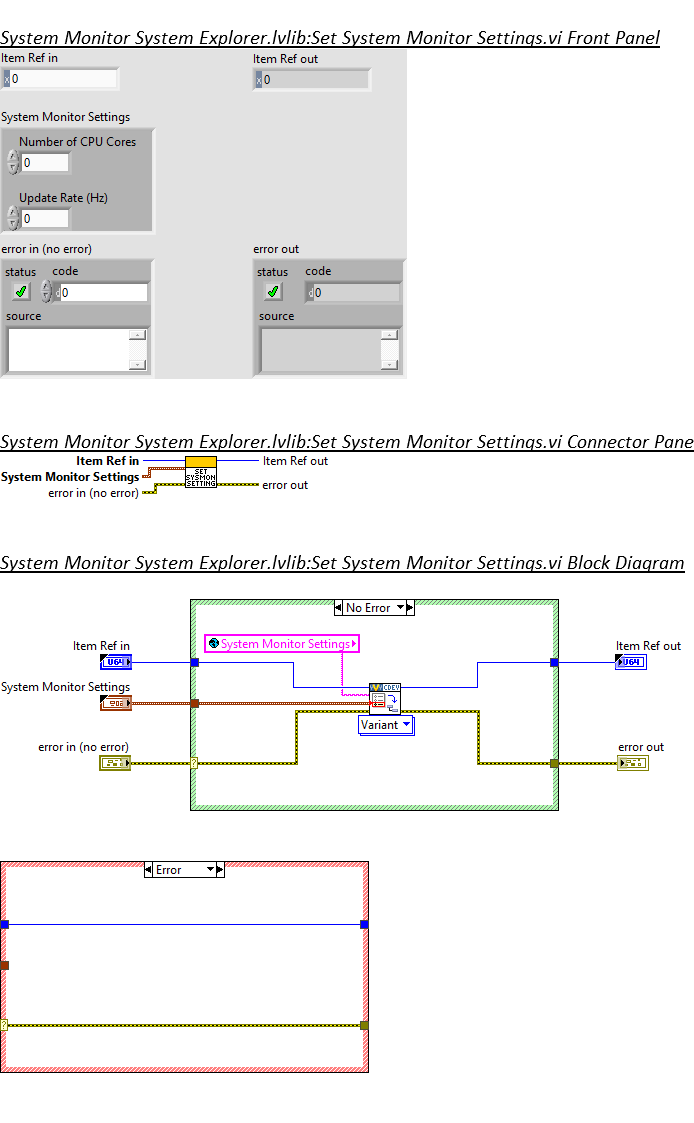 System Monitor System Explorer.lvlib:Set System Monitor Settings.vi Front Panel
Item Ref in
Item Ref out
x 0
x 0
System Monitor Settings
Number of CPU Cores
0
Update Rate (Hz)
0
error in (no error)
error out
status code
status code
d 0
d 0
source
source
System Monitor System Explorer.lvlib:Set System Monitor Settings.vi Connector Pane
Item Ref in
Item Ref out
System Monitor Settings
SET
SYSMON
SETTING
error in (no error)
error out
System Monitor System Explorer.lvlib:Set System Monitor Settings.vi Block Diagram
No Error
System Monitor Settings
Item Ref in
Item Ref out
U64
U64
CDEV
System Monitor Settings
Variant
error in (no error)
error out
?
Error
?